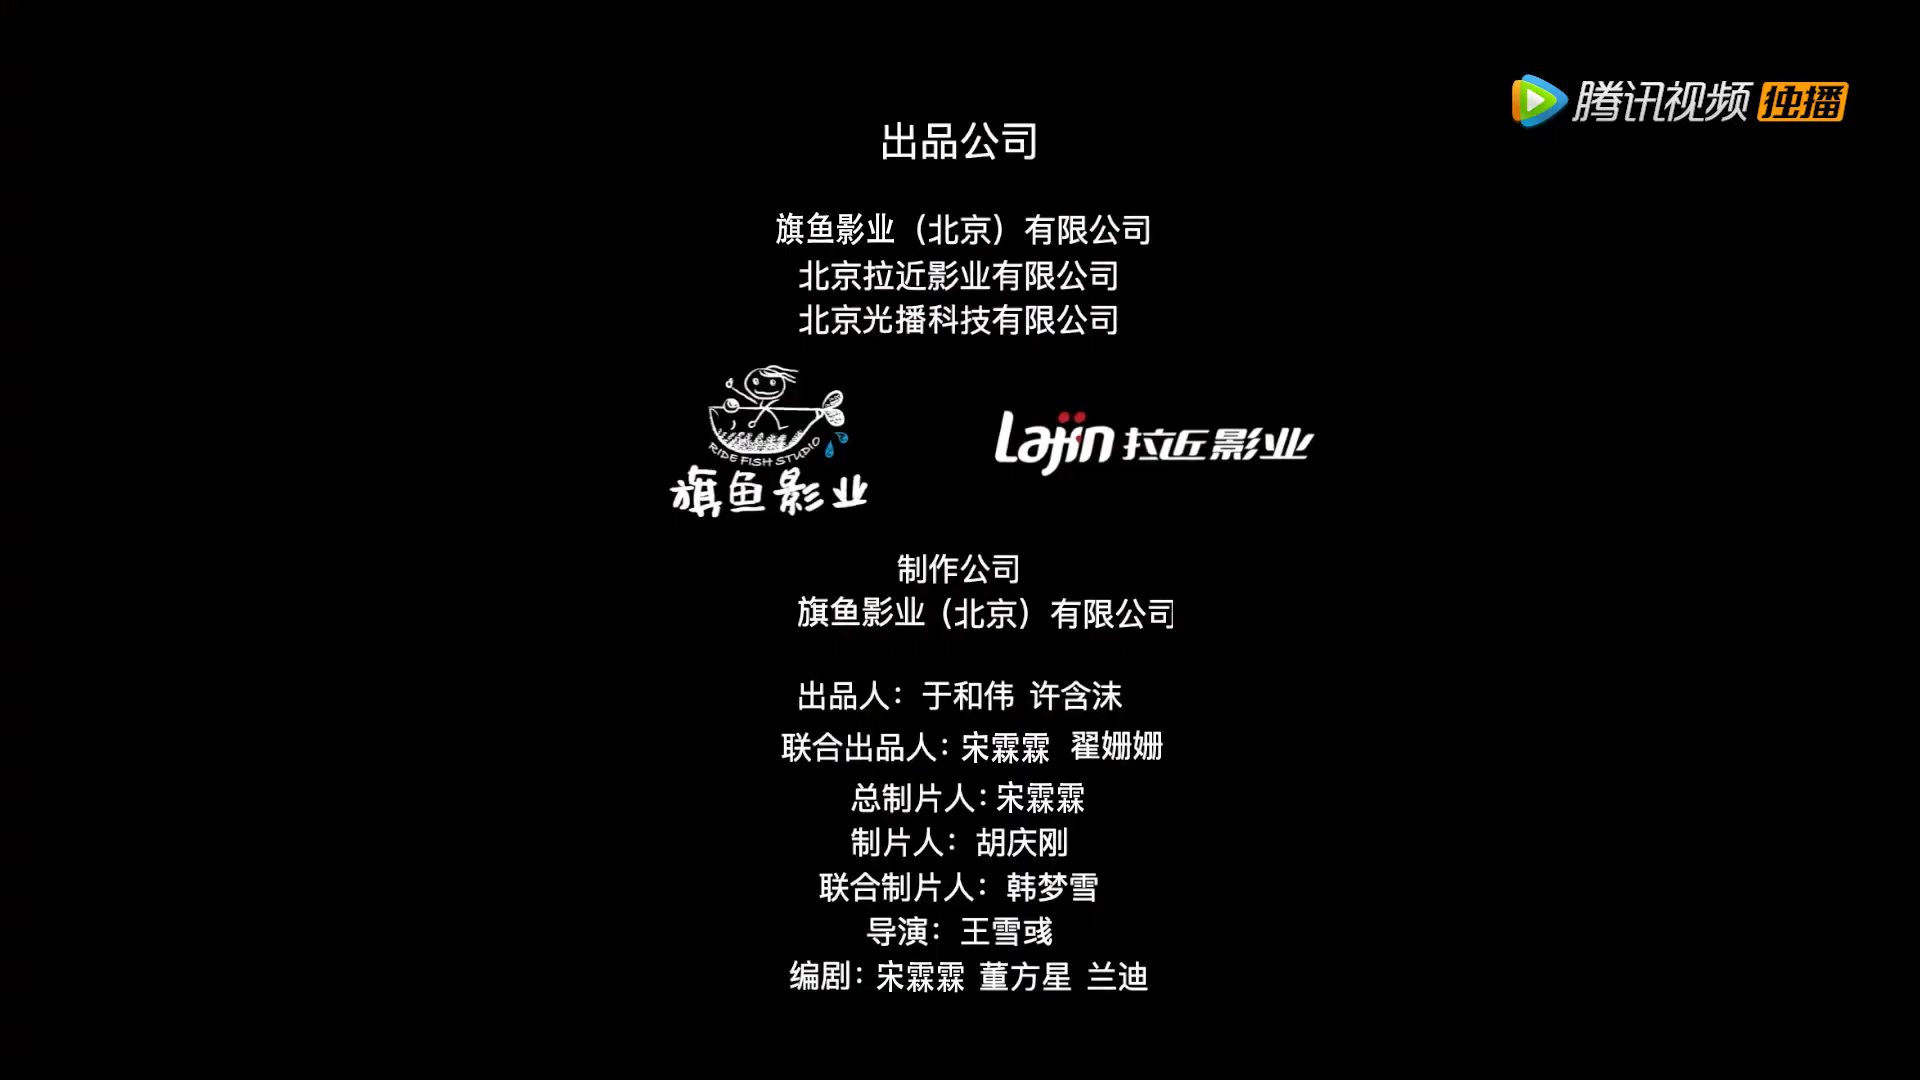 腾讯视频 独播
出品公司
旗鱼影业（北京）有限公司
北京拉近影业有限公司
北京光播科技有限公司
RIDE FISH STUDIO
旗鱼影业
Lajin 拉近影业
制作公司
旗鱼影业（北京）有限公司
出品人：于和伟 许含沫
联合出品人：宋霖霖 翟姗姗
总制片人：宋霖霖
制片人：胡庆刚
联合制片人：韩梦雪
导演：王雪彧
编剧：宋霖霖 董方星 兰迪